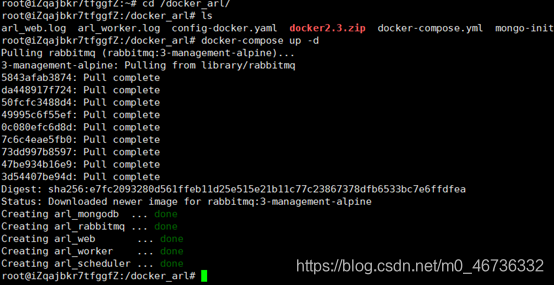 root@iZqajbkr7tfggfZ:~# cd /docker_arl/
root@iZqajbkr7tfggfZ:/docker_arl# ls
arl_web.log  arl_worker.log  config-docker.yaml  docker2.3.zip  docker-compose.yml  mongo-init
root@iZqajbkr7tfggfZ:/docker_arl# docker-compose up -d
Pulling rabbitmq (rabbitmq:3-management-alpine)...
3-management-alpine: Pulling from library/rabbitmq
5843afab3874: Pull complete
da448917f724: Pull complete
50fcfc3488d4: Pull complete
49995c6f55ef: Pull complete
0c080efc6d8d: Pull complete
7c6c4eae5fb0: Pull complete
73dd997b8597: Pull complete
47be934b16e9: Pull complete
3d54407be94d: Pull complete
Digest: sha256:e7fc2093280d561ffeb11d25e515e21b11c77c23867378dfb6533bc7e6ffdfea
Status: Downloaded newer image for rabbitmq:3-management-alpine
Creating arl_mongodb  ... done
Creating arl_rabbitmq ... done
Creating arl_web      ... done
Creating arl_worker   ... done
Creating arl_scheduler ... done
root@iZqajbkr7tfggfZ:/docker_arl#
https://blog.csdn.net/m0_46736332